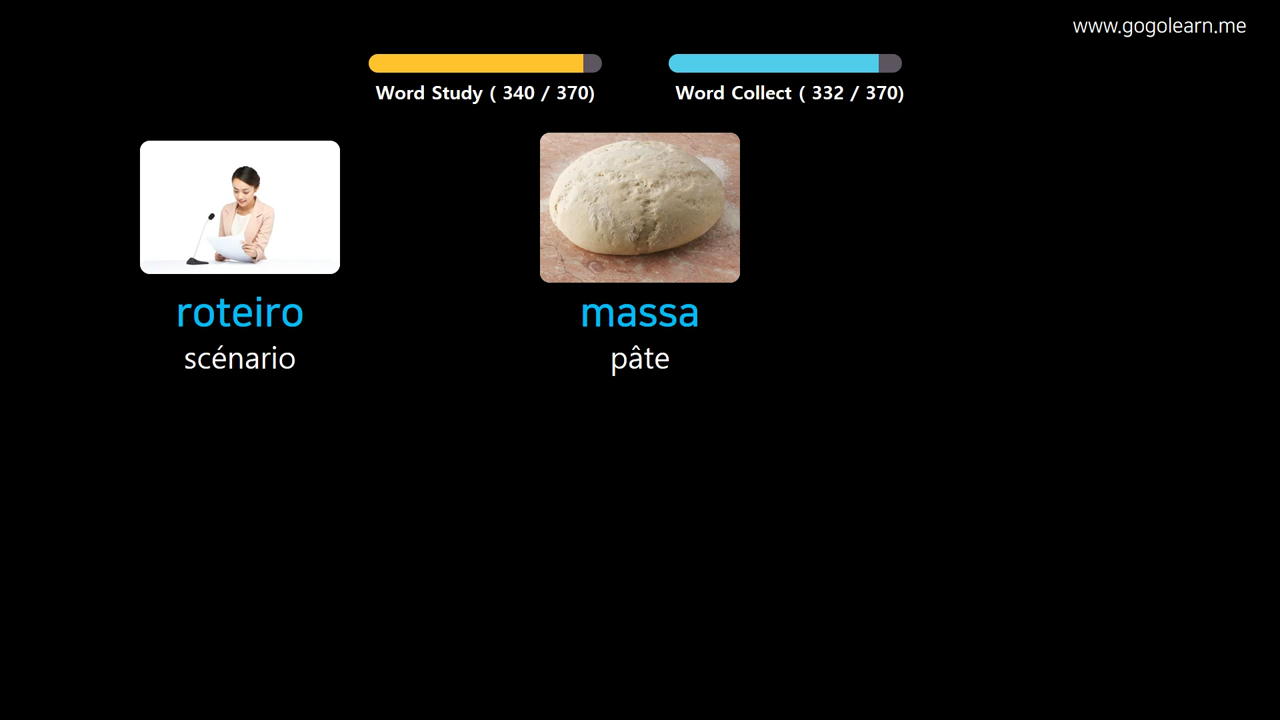 www.gogolearn.me
Word Study ( 340 / 370)
Word Collect ( 332 / 370)
roteiro
scénario
massa
pâte